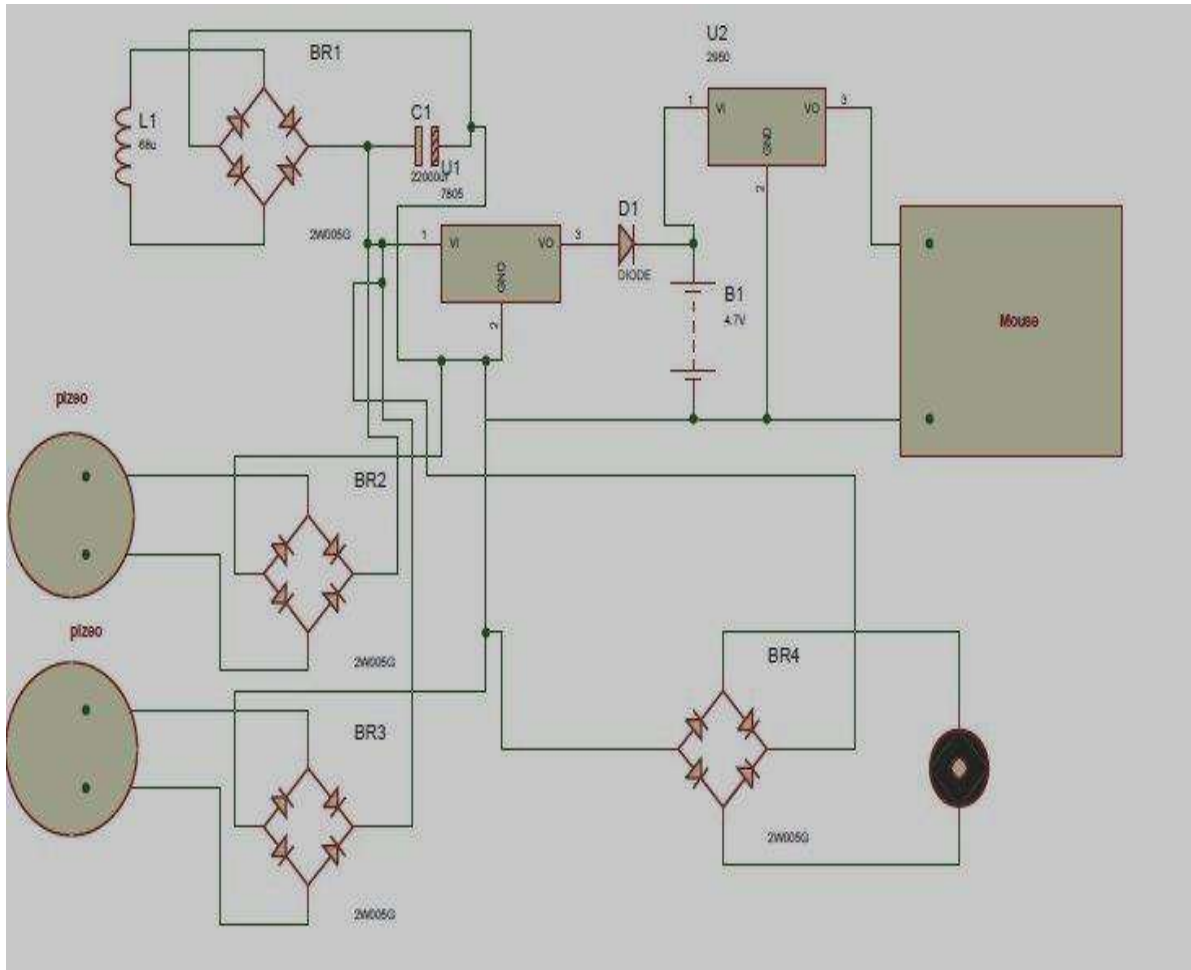 U2
2950
BR1
1
VI
VO
3
GND
2
L1
68u
C1
22000uf
U1
7805
2W005G
1
VI
VO
3
GND
2
D1
DIODE
B1
4.7V
Mouse
pizeo
BR2
2W005G
pizeo
BR3
2W005G
BR4
2W005G